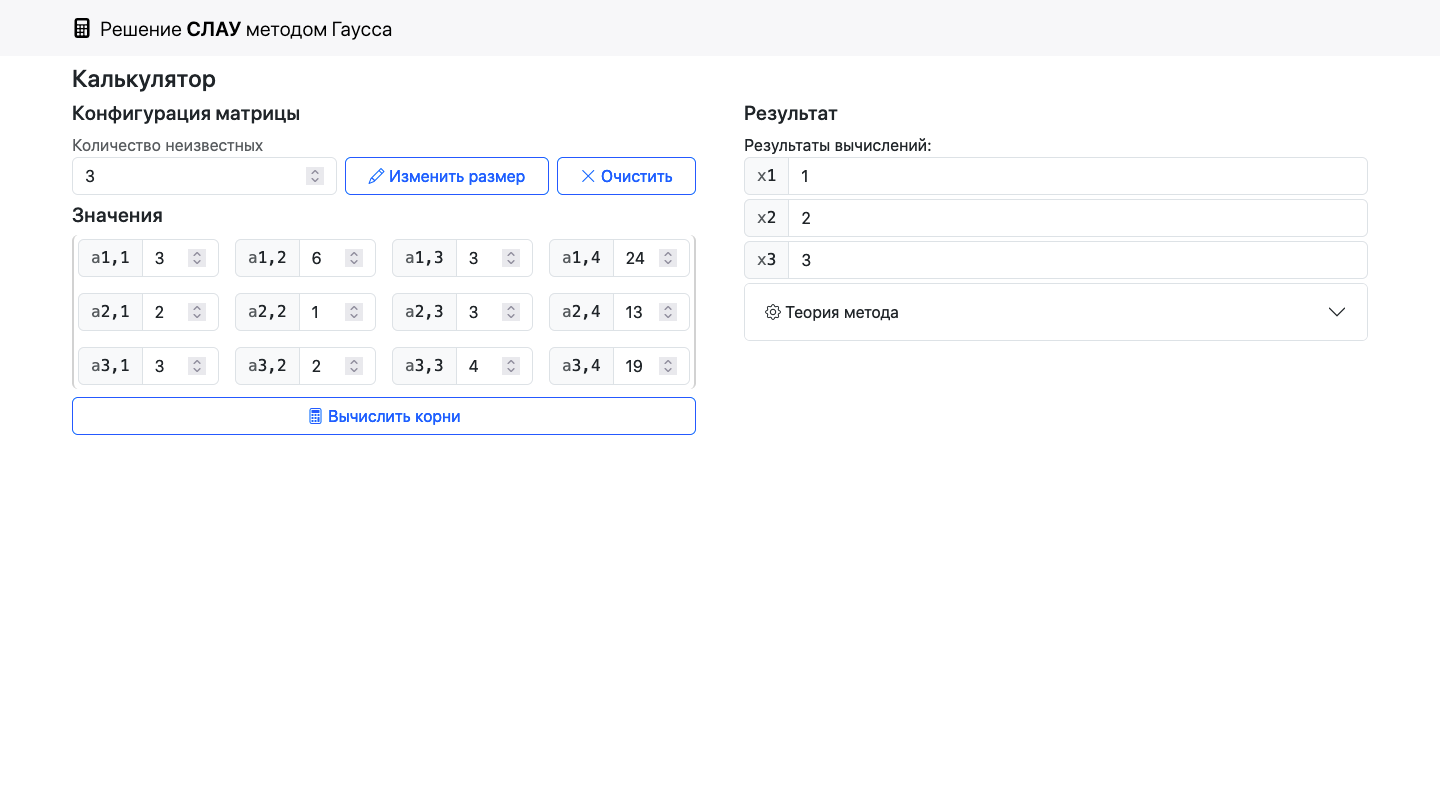 Решение СЛАУ методом Гаусса
Калькулятор
Конфигурация матрицы
Количество неизвестных
3 Изменить размер Очистить
Значения
a1,1 3 a1,2 6 a1,3 3 a1,4 24
a2,1 2 a2,2 1 a2,3 3 a2,4 13
a3,1 3 a3,2 2 a3,3 4 a3,4 19
Вычислить корни
Результат
Результаты вычислений:
x1 1
x2 2
x3 3
Теория метода